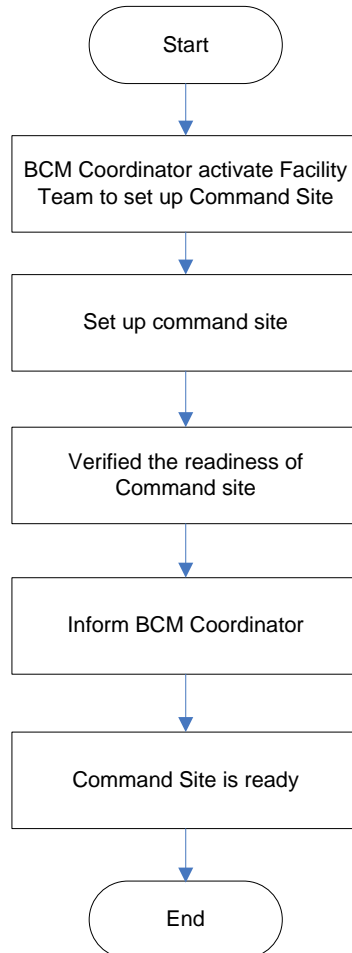 Start
BCM Coordinator activate Facility
Team to set up Command Site
Set up command site
Verified the readiness of
Command site
Inform BCM Coordinator
Command Site is ready
End